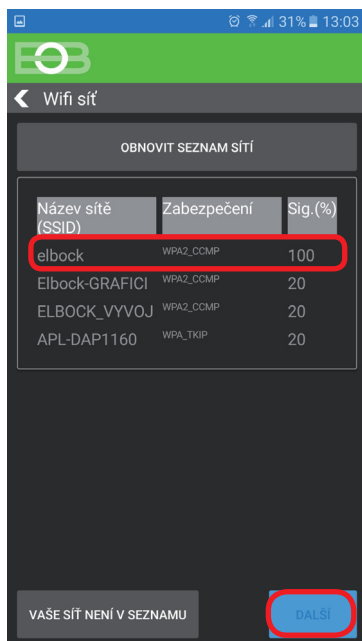 31% 13:03
EOB
Wifi síť
OBNOVIT SEZNAM SÍTÍ
Název sítě (SSID) Zabezpečení Sig.(%)
elbock WPA2_CCMP 100
Elbock-GRAFICI WPA2_CCMP 20
ELBOCK_VYVOJ WPA2_CCMP 20
APL-DAP1160 WPA_TKIP 20
VAŠE SÍŤ NENÍ V SEZNAMU DALŠÍ